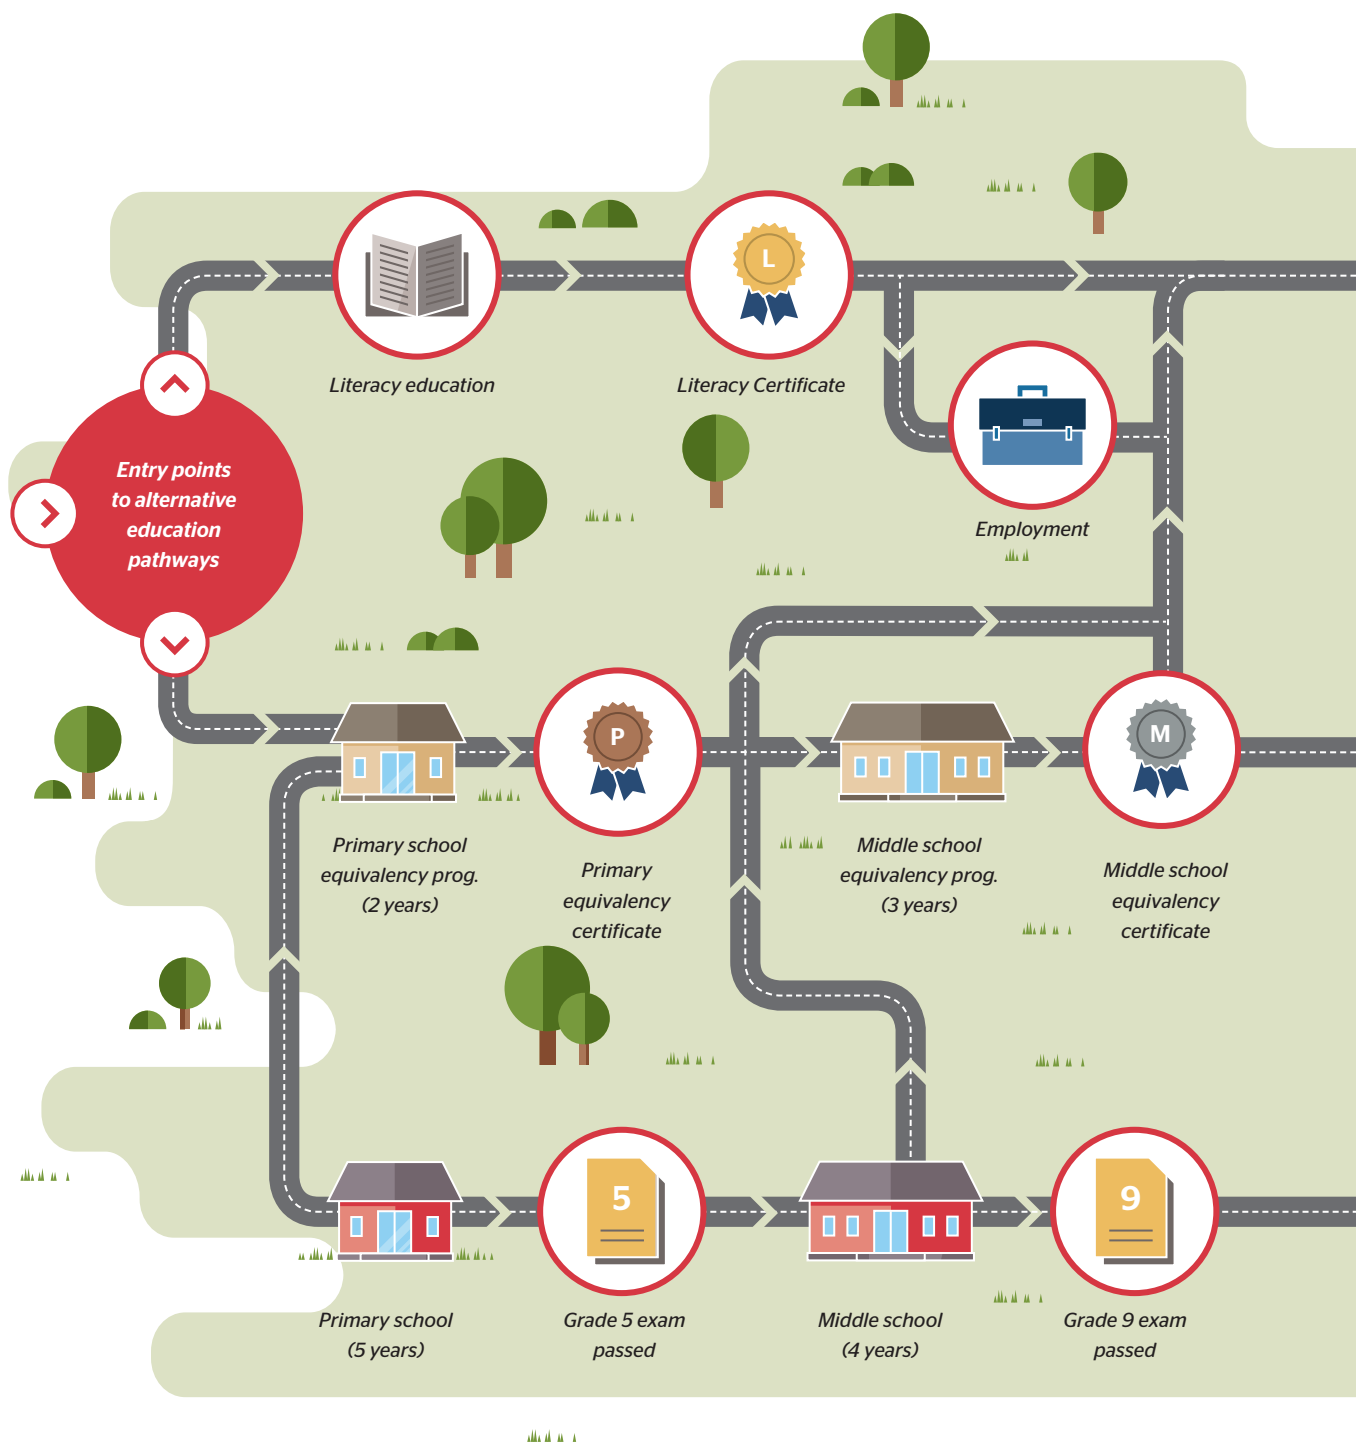 L
Literacy education
Literacy Certificate
Entry points
to alternative
education
pathways
Employment
P
M
Primary school
equivalency prog.
(2 years)
Primary
equivalency
certificate
Middle school
equivalency prog.
(3 years)
Middle school
equivalency
certificate
5
9
Primary school
(5 years)
Grade 5 exam
passed
Middle school
(4 years)
Grade 9 exam
passed